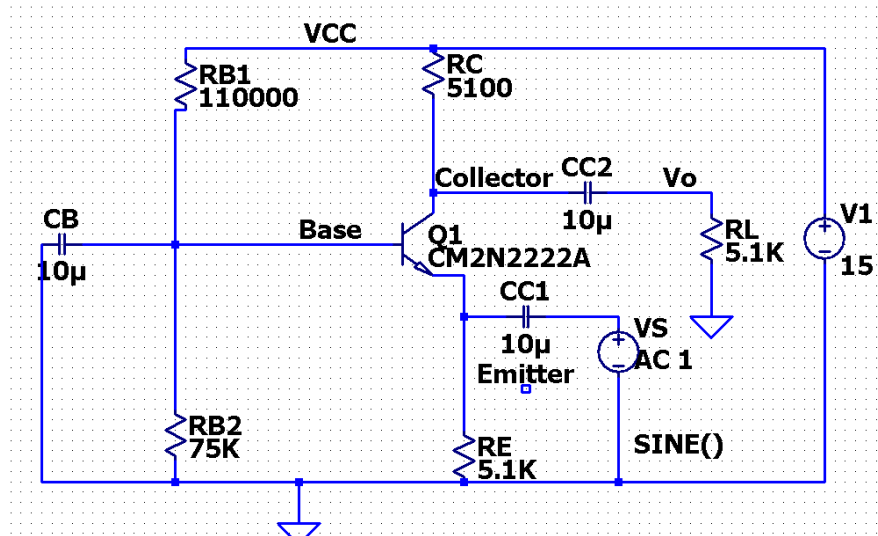 VCC
RB1
110000
RC
5100
Collector
CC2
10µ
Vo
CB
10µ
Base
Q1
CM2N2222A
RL
5.1K
V1
15
CC1
10µ
VS
AC 1
Emitter
RB2
75K
RE
5.1K
SINE()